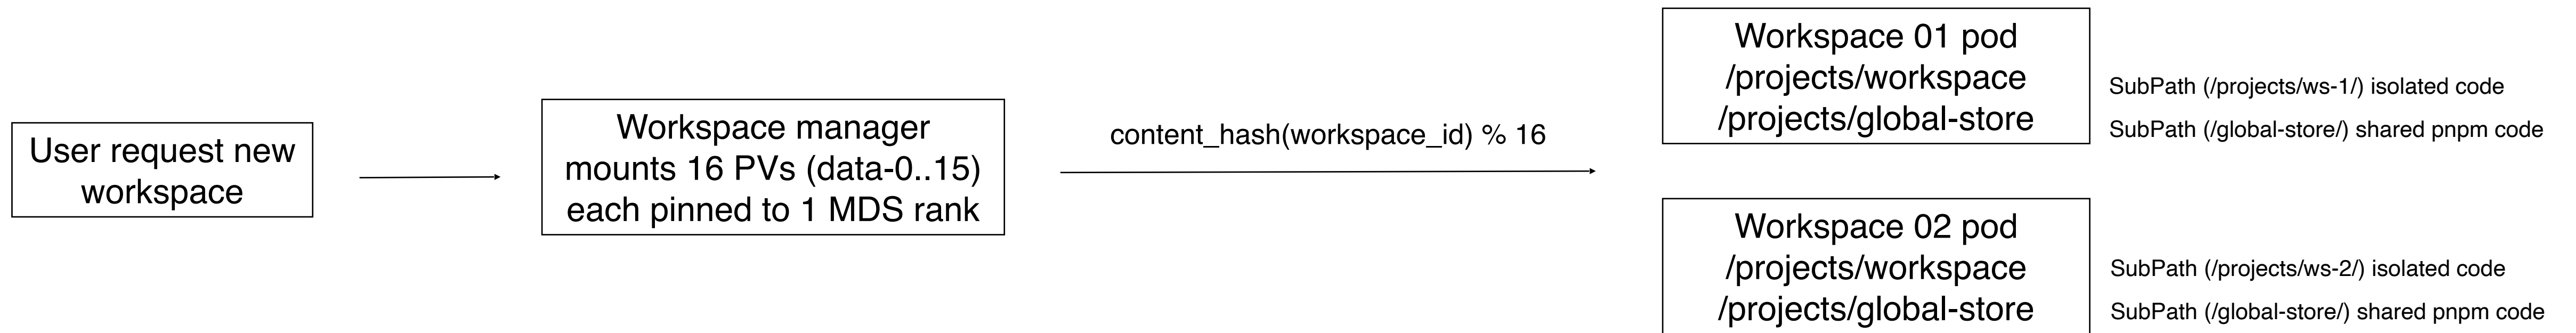 User request new
workspace
Workspace manager
mounts 16 PVs (data-0..15)
each pinned to 1 MDS rank
content_hash(workspace_id) % 16
Workspace 01 pod
/projects/workspace
/projects/global-store
SubPath (/projects/ws-1/) isolated code
SubPath (/global-store/) shared pnpm code
Workspace 02 pod
/projects/workspace
/projects/global-store
SubPath (/projects/ws-2/) isolated code
SubPath (/global-store/) shared pnpm code